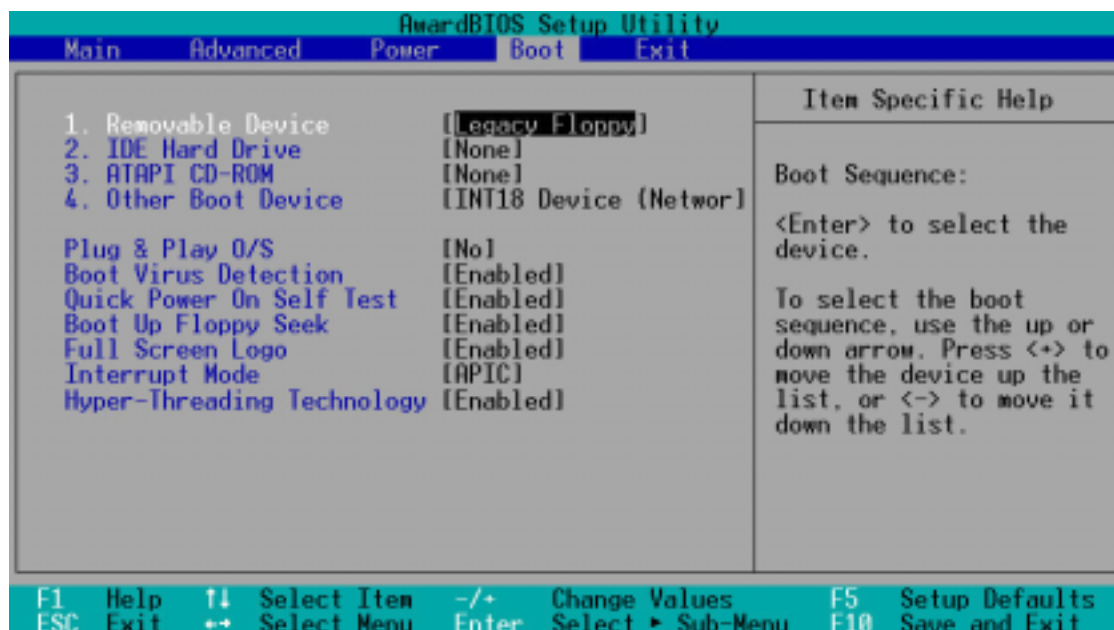 AwardBIOS Setup Utility
Main Advanced Power Boot Exit
1. Removable Device [Legacy Floppy]
2. IDE Hard Drive [None]
3. ATAPI CD-ROM [None]
4. Other Boot Device [INT18 Device (Networ]
Plug & Play O/S [No]
Boot Virus Detection [Enabled]
Quick Power On Self Test [Enabled]
Boot Up Floppy Seek [Enabled]
Full Screen Logo [Enabled]
Interrupt Mode [APIC]
Hyper-Threading Technology [Enabled]
Item Specific Help
Boot Sequence:
<Enter> to select the
device.
To select the boot
sequence, use the up or
down arrow. Press <+> to
move the device up the
list, or <-> to move it
down the list.
F1 Help ↑↓ Select Item -/+ Change Values F5 Setup Defaults
ESC Exit ←→ Select Menu Enter Select ► Sub-Menu F10 Save and Exit